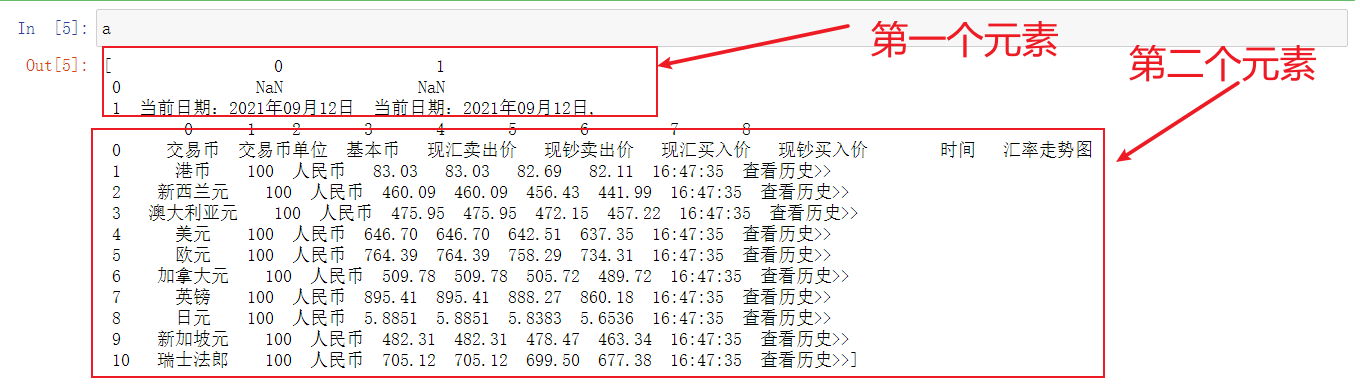 In [5]: a
第一个元素
第二个元素
Out[5]: [ 0 1
0 NaN NaN
1 当前日期：2021年09月12日 当前日期：2021年09月12日,
0 1 2 3 4 5 6 7 8
0 交易币 交易币单位 基本币 现汇卖出价 现钞卖出价 现汇买入价 现钞买入价 时间 汇率走势图
1 港币 100 人民币 83.03 83.03 82.69 82.11 16:47:35 查看历史>>
2 新西兰元 100 人民币 460.09 460.09 456.43 441.99 16:47:35 查看历史>>
3 澳大利亚元 100 人民币 475.95 475.95 472.15 457.22 16:47:35 查看历史>>
4 美元 100 人民币 646.70 646.70 642.51 637.35 16:47:35 查看历史>>
5 欧元 100 人民币 764.39 764.39 758.29 734.31 16:47:35 查看历史>>
6 加拿大元 100 人民币 509.78 509.78 505.72 489.72 16:47:35 查看历史>>
7 英镑 100 人民币 895.41 895.41 888.27 860.18 16:47:35 查看历史>>
8 日元 100 人民币 5.8851 5.8851 5.8383 5.6536 16:47:35 查看历史>>
9 新加坡元 100 人民币 482.31 482.31 478.47 463.34 16:47:35 查看历史>>
10 瑞士法郎 100 人民币 705.12 705.12 699.50 677.38 16:47:35 查看历史>>]